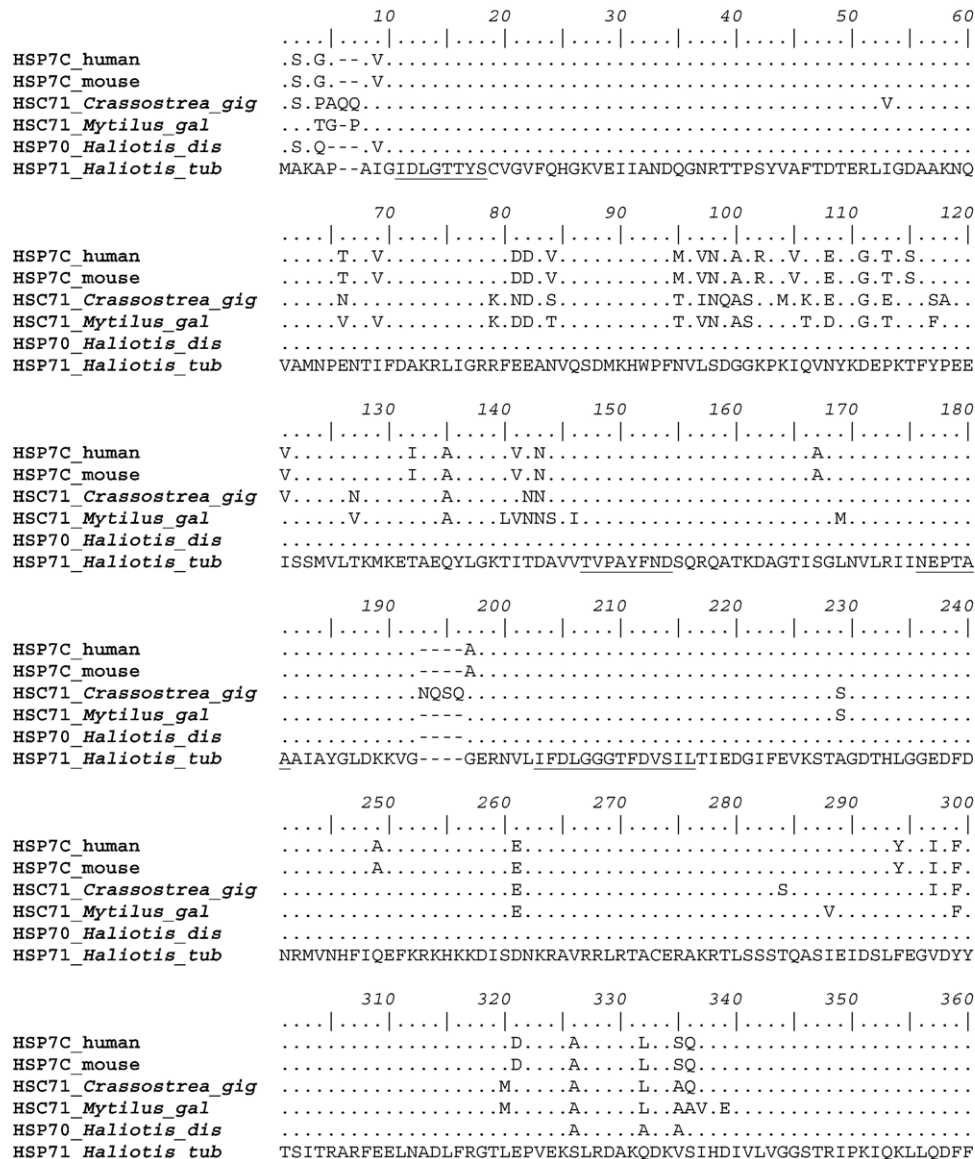 10 20 30 40 50 60
....|....|....|....|....|....|....|....|....|....|....|....|
HSP7C_human .S.G.--.V...................................................
HSP7C_mouse .S.G.--.V...................................................
HSC71_Crassostrea_gig .S.PAQQ.............................................V.......
HSC71_Mytilus_gal ...TG-P.....................................................
HSP70_Haliotis_dis .S.Q---.V...................................................
HSP71_Haliotis_tub MAKAP--AIGIDLGTTYSCVGVFQHGKVEIIANDQGNRTTPSYVAFTDTERLIGDAAKNQ
70 80 90 100 110 120
....|....|....|....|....|....|....|....|....|....|....|....|
HSP7C_human .....T..V...........DD.V..........M.VN.A.R..V..E..G.T.S.....
HSP7C_mouse .....T..V...........DD.V..........M.VN.A.R..V..E..G.T.S.....
HSC71_Crassostrea_gig .....N............K.ND.S..........T.INQAS..M.K.E..G.E...SA..
HSC71_Mytilus_gal .....V..V.........K.DD.T..........T.VN.AS....T.D..G.T...F...
HSP70_Haliotis_dis ............................................................
HSP71_Haliotis_tub VAMNPENTIFDAKRLIGRRFEEANVQSDMKHWPFNVLSDGGKPKIQVNYKDEPKTFYPEE
130 140 150 160 170 180
....|....|....|....|....|....|....|....|....|....|....|....|
HSP7C_human V..........I..A.....V.N.......................A.............
HSP7C_mouse V..........I..A.....V.N.......................A.............
HSC71_Crassostrea_gig V.....N.......A......NN.....................................
HSC71_Mytilus_gal ......V.......A....LVNNS.I......................M...........
HSP70_Haliotis_dis ............................................................
HSP71_Haliotis_tub ISSMVLTKMKETAEQYLGKTITDAVVTVPAYFNDSQRQATKDAGTISGLNVLRIINEPTA
190 200 210 220 230 240
....|....|....|....|....|....|....|....|....|....|....|....|
HSP7C_human ............----A...........................................
HSP7C_mouse ............----A...........................................
HSC71_Crassostrea_gig ............NQSQ................................S...........
HSC71_Mytilus_gal ............----................................S...........
HSP70_Haliotis_dis ............----............................................
HSP71_Haliotis_tub AAIAYGLDKKVG----GERNVLIFDLGGGTFDVSILTIEDGIFEVKSTAGDTHLGGEDFD
250 260 270 280 290 300
....|....|....|....|....|....|....|....|....|....|....|....|
HSP7C_human ........A...........E................................Y..I.F.
HSP7C_mouse ........A...........E................................Y..I.F.
HSC71_Crassostrea_gig ....................E......................S............I.F.
HSC71_Mytilus_gal ....................E..........................V..........F.
HSP70_Haliotis_dis ............................................................
HSP71_Haliotis_tub NRMVNHFIQEFKRKHKKDISDNKRAVRRLRTACERAKRTLSSSTQASIEIDSLFEGVDYY
310 320 330 340 350 360
....|....|....|....|....|....|....|....|....|....|....|....|
HSP7C_human ....................D....A.....L..SQ........................
HSP7C_mouse ....................D....A.....L..SQ........................
HSC71_Crassostrea_gig ...................M.....A.....L..AQ........................
HSC71_Mytilus_gal ...................M.....A.....L..AAV.E.....................
HSP70_Haliotis_dis .........................A.....A..A.........................
HSP71_Haliotis_tub TSITRARFEELNADLFRGTLEPVEKSLRDAKQDKVSIHDIVLVGGSTRIPKIQKLLQDFF